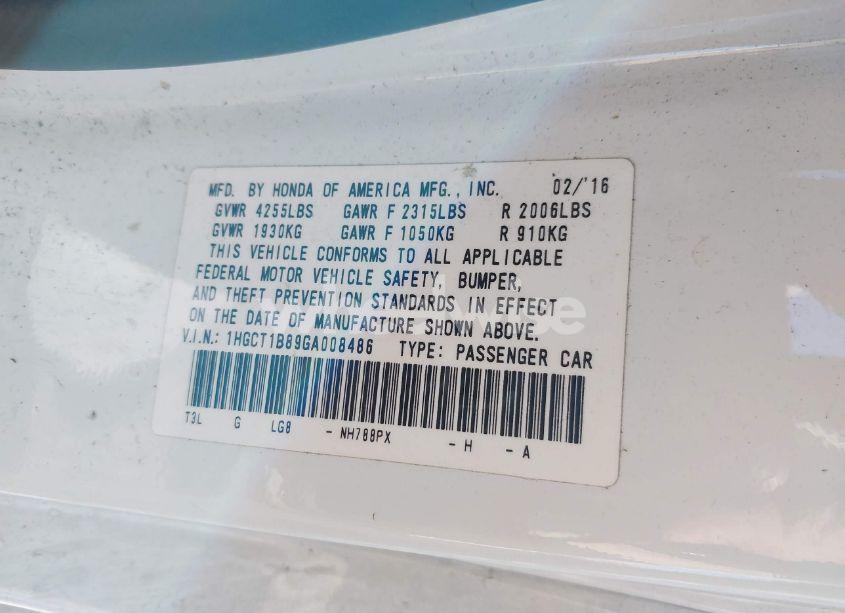 MFD. BY HONDA OF AMERICA MFG., INC. 02/'16
GVWR 4255LBS GAWR F 2315LBS R 2006LBS
GVWR 1930KG GAWR F 1050KG R 910KG
THIS VEHICLE CONFORMS TO ALL APPLICABLE
FEDERAL MOTOR VEHICLE SAFETY, BUMPER,
AND THEFT PREVENTION STANDARDS IN EFFECT
ON THE DATE OF MANUFACTURE SHOWN ABOVE.
V.I.N.: 1HGCT1B89GA008486 TYPE: PASSENGER CAR
T3L G LG8 - NH788PX - H - A